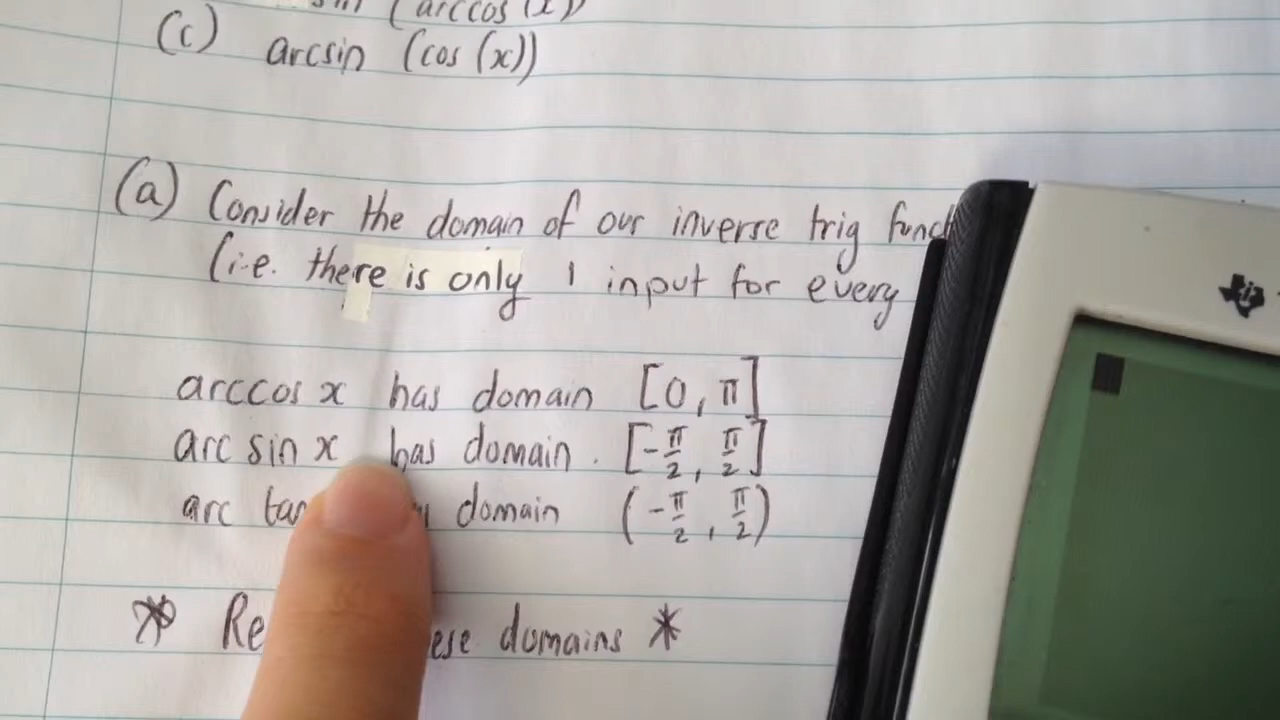 (arccos (x))
(c) arcsin (cos (x))
(a) Consider the domain of our inverse trig
(i.e. there is only 1 input for every
arccos x has domain [0, π]
arc sin x has domain. [-π/2, π/2]
arc domain (-π/2, π/2)
* domains *